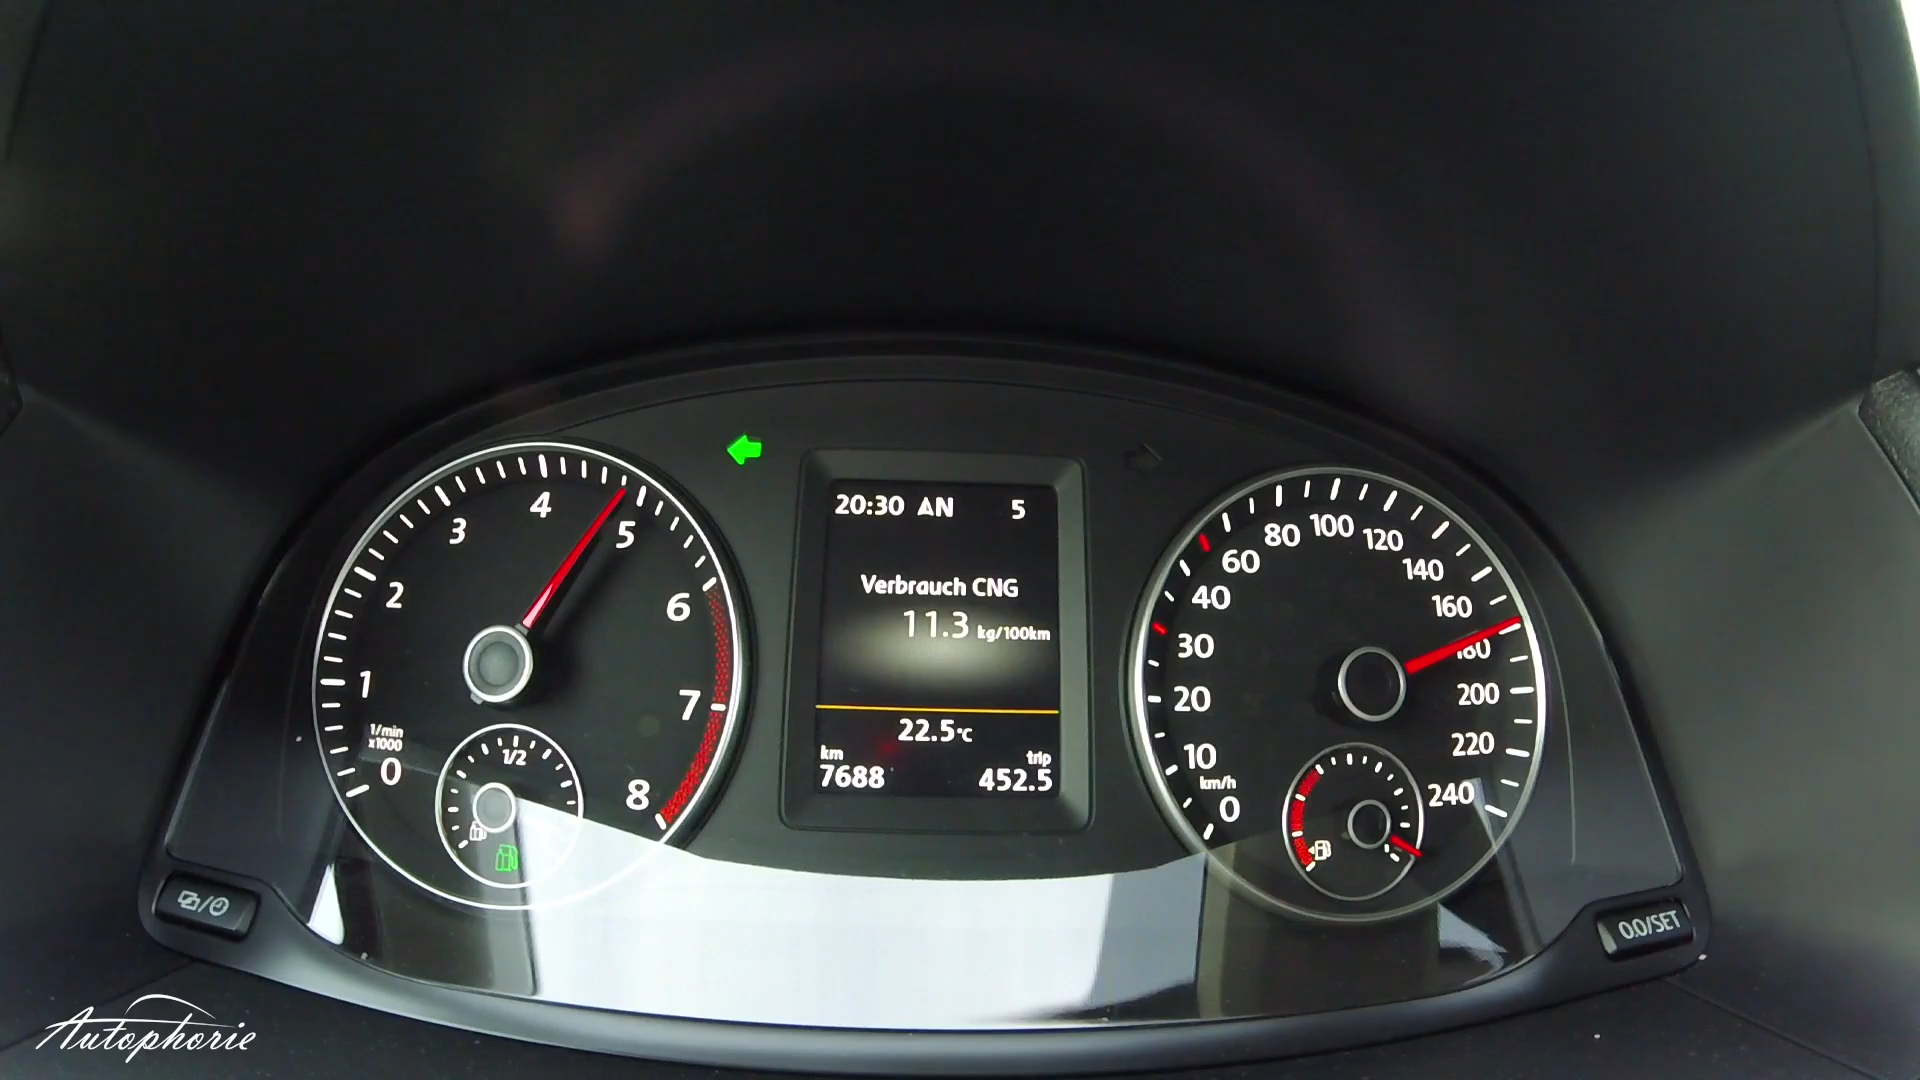 4
3
5
2
6
1
7
1/min
x1000
0
8
1/2
20:30 AN 5
Verbrauch CNG
11.3 kg/100km
22.5°C
km trip
7688 452.5
100
80 120
60 140
40 160
30 180
20 200
10 220
km/h
0 240
0.0/SET
Autophorie